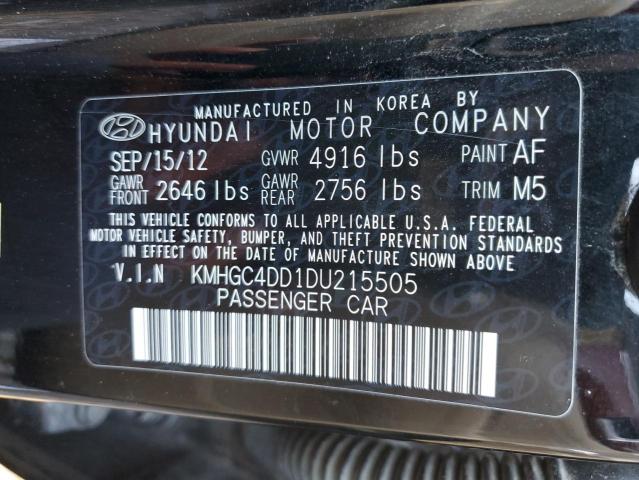 MANUFACTURED IN KOREA BY
HYUNDAI MOTOR COMPANY
SEP/15/12 GVWR 4916 lbs PAINT AF
GAWR FRONT 2646 lbs GAWR REAR 2756 lbs TRIM M5
THIS VEHICLE CONFORMS TO ALL APPLICABLE U.S.A. FEDERAL
MOTOR VEHICLE SAFETY, BUMPER, AND THEFT PREVENTION STANDARDS
IN EFFECT ON THE DATE OF MANUFACTURE SHOWN ABOVE.
V.I.N KMHGC4DD1DU215505
PASSENGER CAR